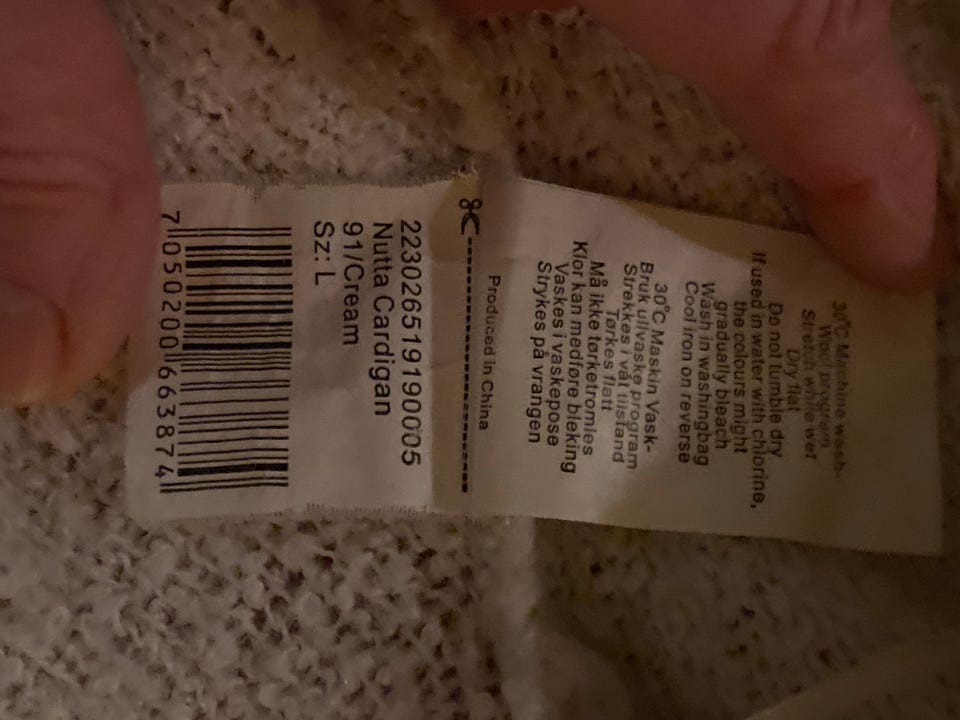 30°C Mashine wash-
Wool program
Stretch while wet
Dry flat
Do not tumble dry
If used in water with chlorine,
the colours might
gradually bleach
Wash in washingbag
Cool iron on reverse
30°C Maskin Vask-
Bruk ullvaske program
Strekkes i våt tilstand
Tørkes flatt
Må ikke tørketromles
Klor kan medføre bleking
Vaskes i vaskepose
Strykes på vrangen
Produced in China
2230265191990005
Nutta Cardigan
91/Cream
Sz: L
7050200663874